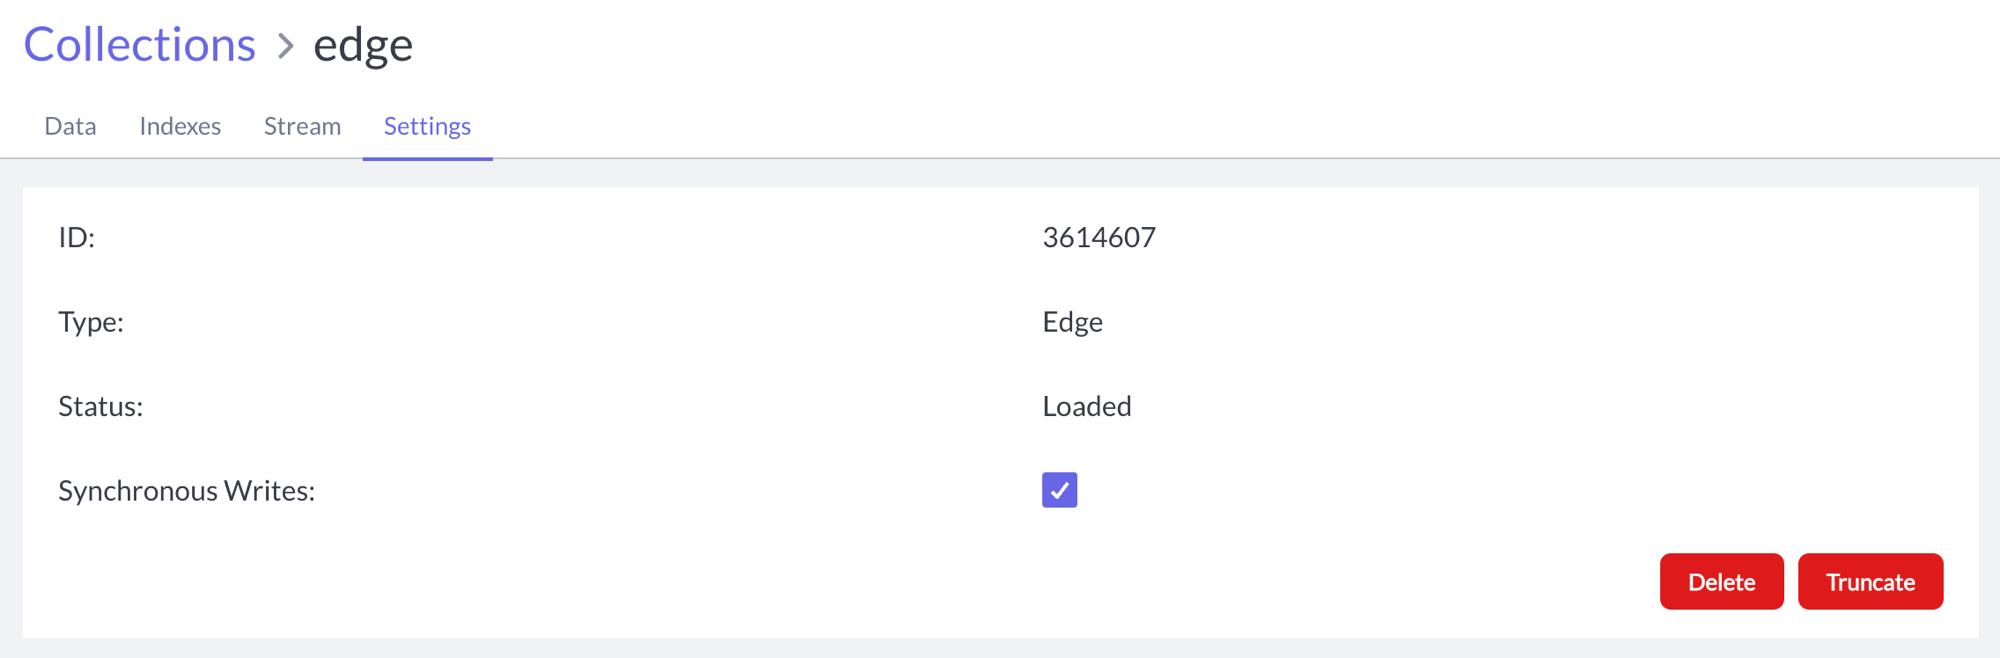 Collections > edge
Data Indexes Stream Settings
ID: 3614607
Type: Edge
Status: Loaded
Synchronous Writes:
Delete Truncate